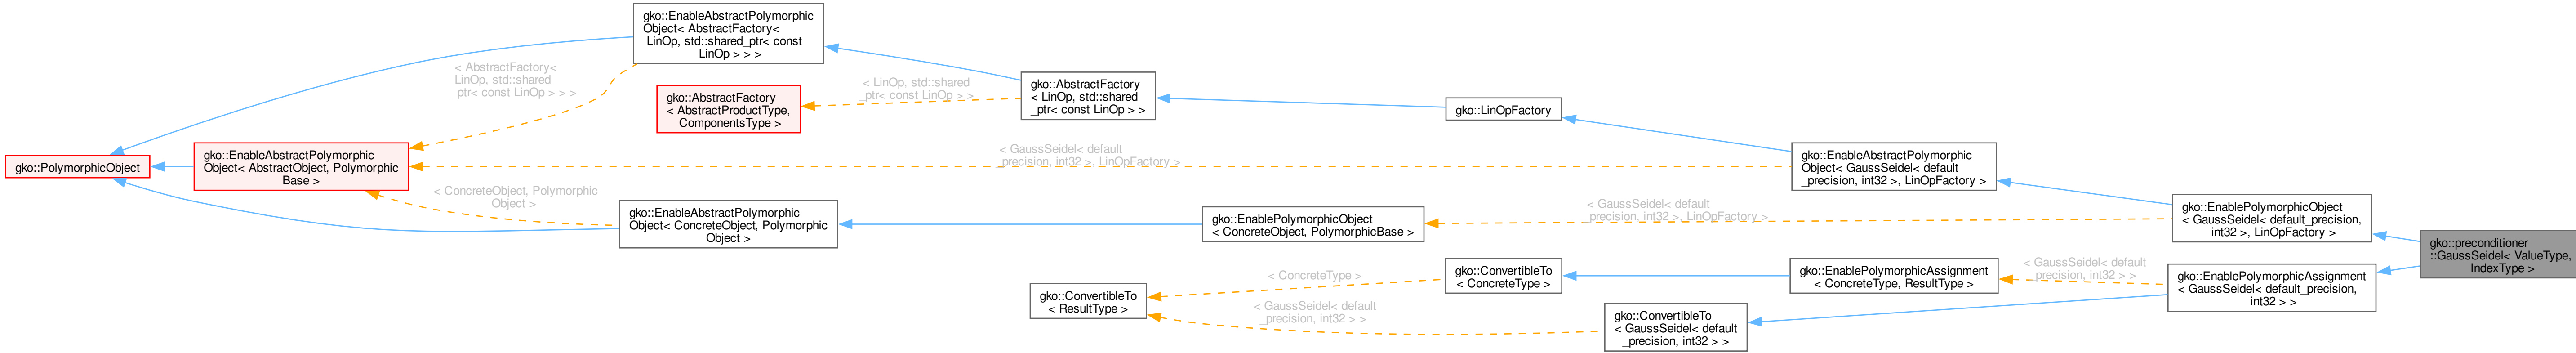 gko::PolymorphicObject
gko::EnableAbstractPolymorphic
Object< AbstractObject, Polymorphic
Base >
< AbstractFactory<
LinOp, std::shared
_ptr< const LinOp > > >
< ConcreteObject, Polymorphic
Object >
gko::EnableAbstractPolymorphic
Object< AbstractFactory<
LinOp, std::shared_ptr< const
LinOp > > >
gko::AbstractFactory
< AbstractProductType,
ComponentsType >
gko::EnableAbstractPolymorphic
Object< ConcreteObject, Polymorphic
Object >
< LinOp, std::shared
_ptr< const LinOp > >
gko::AbstractFactory
< LinOp, std::shared
_ptr< const LinOp > >
< GaussSeidel< default
_precision, int32 >, LinOpFactory >
gko::ConvertibleTo
< ResultType >
gko::EnablePolymorphicObject
< ConcreteObject, PolymorphicBase >
< ConcreteType >
< GaussSeidel< default
_precision, int32 > >
gko::LinOpFactory
gko::ConvertibleTo
< ConcreteType >
< GaussSeidel< default
_precision, int32 >, LinOpFactory >
gko::ConvertibleTo
< GaussSeidel< default
_precision, int32 > >
gko::EnableAbstractPolymorphic
Object< GaussSeidel< default
_precision, int32 >, LinOpFactory >
gko::EnablePolymorphicAssignment
< ConcreteType, ResultType >
< GaussSeidel< default
_precision, int32 > >
gko::EnablePolymorphicObject
< GaussSeidel< default_precision,
int32 >, LinOpFactory >
gko::EnablePolymorphicAssignment
< GaussSeidel< default_precision,
int32 > >
gko::preconditioner
::GaussSeidel< ValueType,
IndexType >